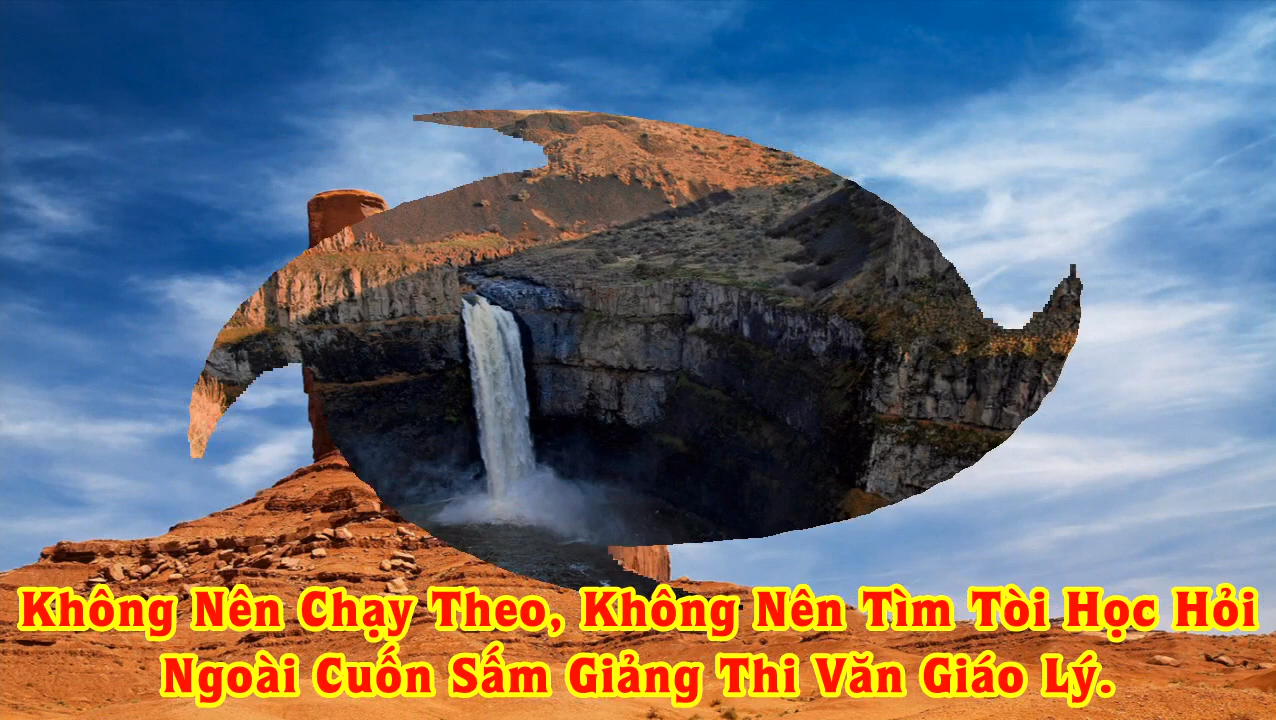 Không Nên Chạy Theo, Không Nên Tìm Tòi Học Hỏi
Ngoài Cuốn Sấm Giảng Thi Văn Giáo Lý.